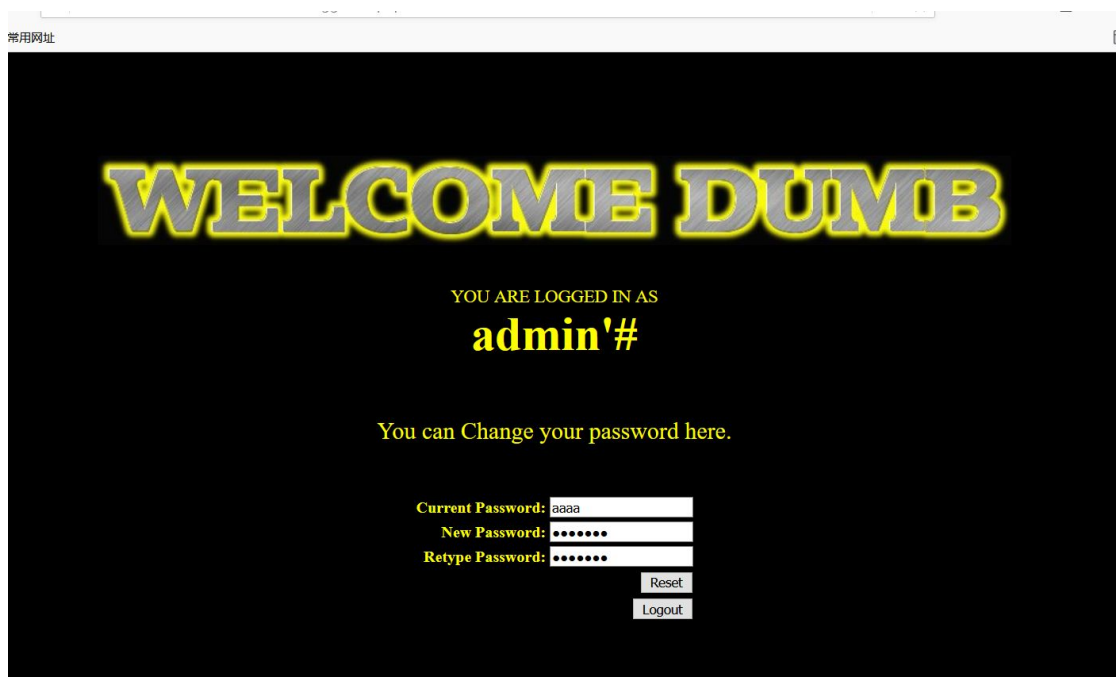 常用网址
WELCOME DUMB
YOU ARE LOGGED IN AS
admin'#
You can Change your password here.
Current Password: aaaa
New Password: •••••••
Retype Password: •••••••
Reset
Logout